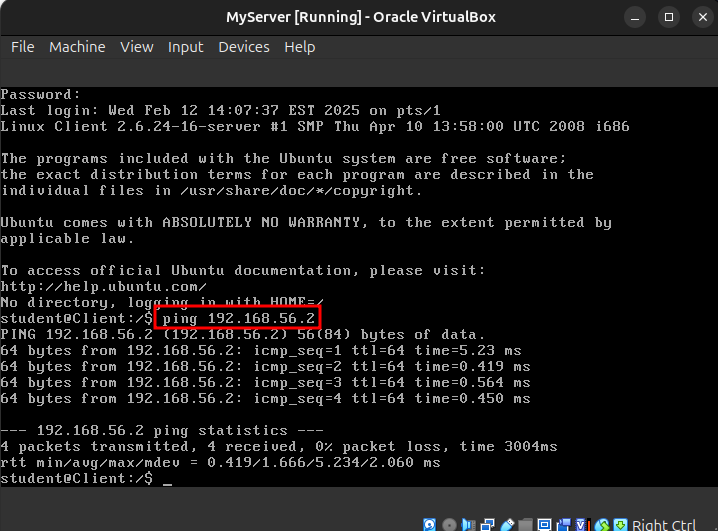 MyServer [Running] - Oracle VirtualBox
File Machine View Input Devices Help
Password:
Last login: Wed Feb 12 14:07:37 EST 2025 on pts/1
Linux Client 2.6.24-16-server #1 SMP Thu Apr 10 13:58:00 UTC 2008 i686
The programs included with the Ubuntu system are free software;
the exact distribution terms for each program are described in the
individual files in /usr/share/doc/*/copyright.
Ubuntu comes with ABSOLUTELY NO WARRANTY, to the extent permitted by
applicable law.
To access official Ubuntu documentation, please visit:
http://help.ubuntu.com/
No directory, logging in with HOME=/
student@Client:/$ ping 192.168.56.2
PING 192.168.56.2 (192.168.56.2) 56(84) bytes of data.
64 bytes from 192.168.56.2: icmp_seq=1 ttl=64 time=5.23 ms
64 bytes from 192.168.56.2: icmp_seq=2 ttl=64 time=0.419 ms
64 bytes from 192.168.56.2: icmp_seq=3 ttl=64 time=0.564 ms
64 bytes from 192.168.56.2: icmp_seq=4 ttl=64 time=0.450 ms
--- 192.168.56.2 ping statistics ---
4 packets transmitted, 4 received, 0% packet loss, time 3004ms
rtt min/avg/max/mdev = 0.419/1.666/5.234/2.060 ms
student@Client:/$ _
Right Ctrl